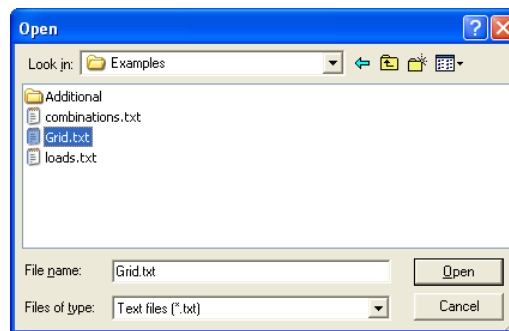 Open
Look in: Examples
Additional
combinations.txt
Grid.txt
loads.txt
File name: Grid.txt Open
Files of type: Text files (*.txt) Cancel